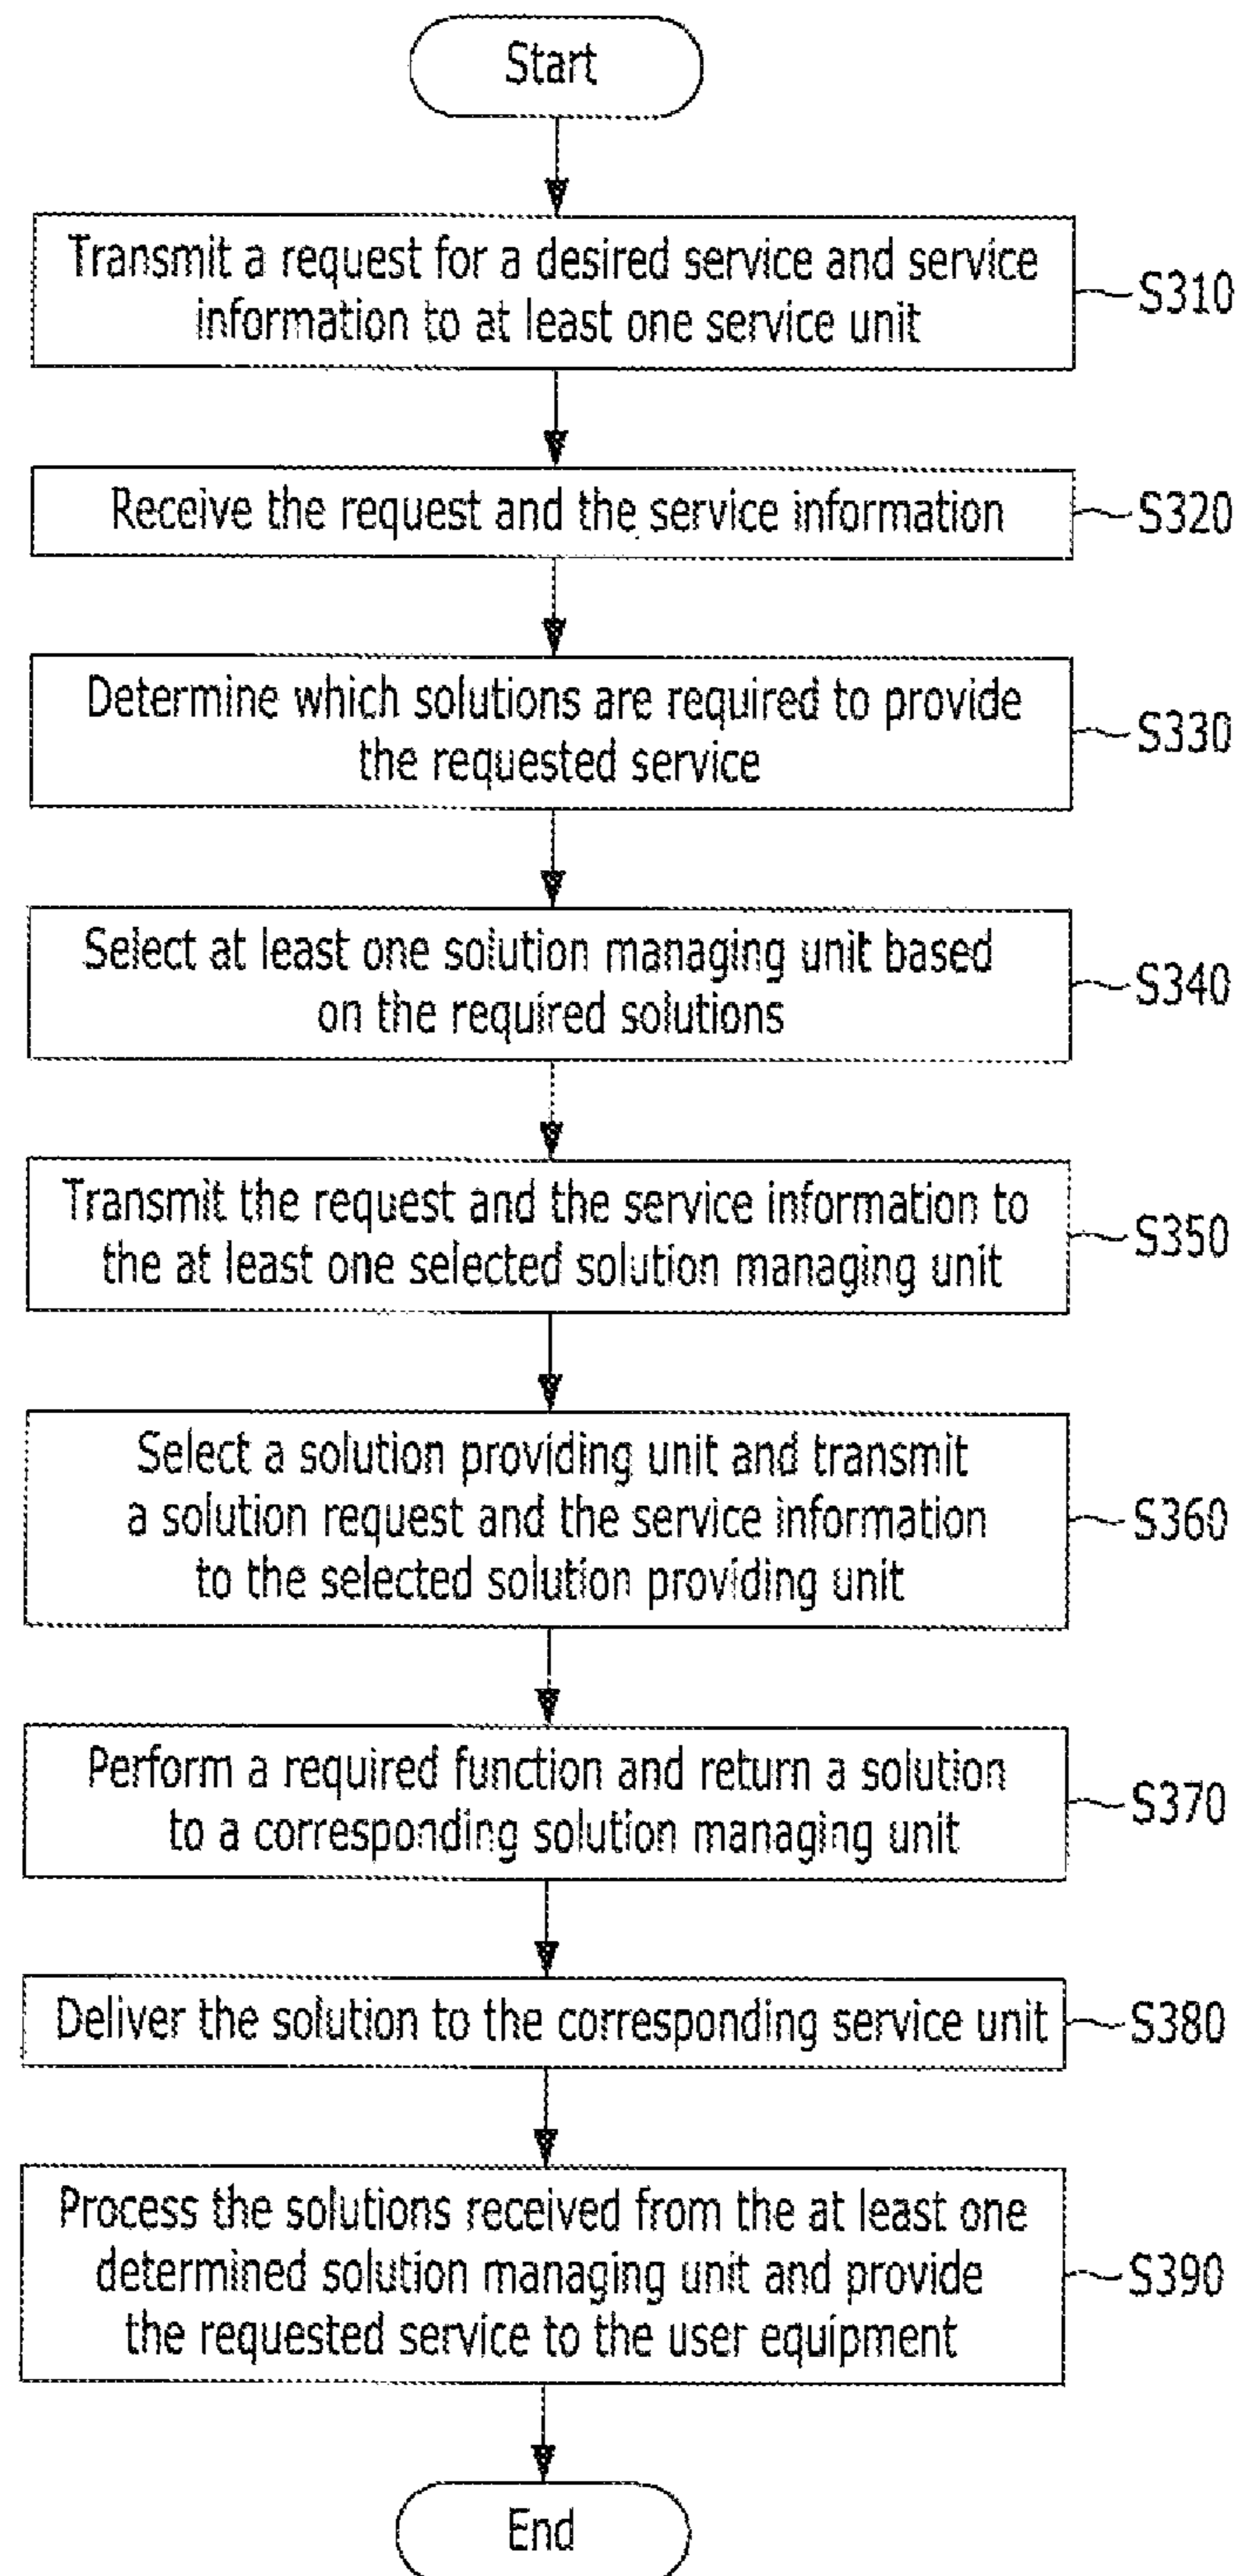 Start
Transmit a request for a desired service and service
information to at least one service unit
S310
Receive the request and the service information
S320
Determine which solutions are required to provide
the requested service
S330
Select at least one solution managing unit based
on the required solutions
S340
Transmit the request and the service information to
the at least one selected solution managing unit
S350
Select a solution providing unit and transmit
a solution request and the service information
to the selected solution providing unit
S360
Perform a required function and return a solution
to a corresponding solution managing unit
S370
Deliver the solution to the corresponding service unit
S380
Process the solutions received from the at least one
determined solution managing unit and provide
the requested service to the user equipment
S390
End